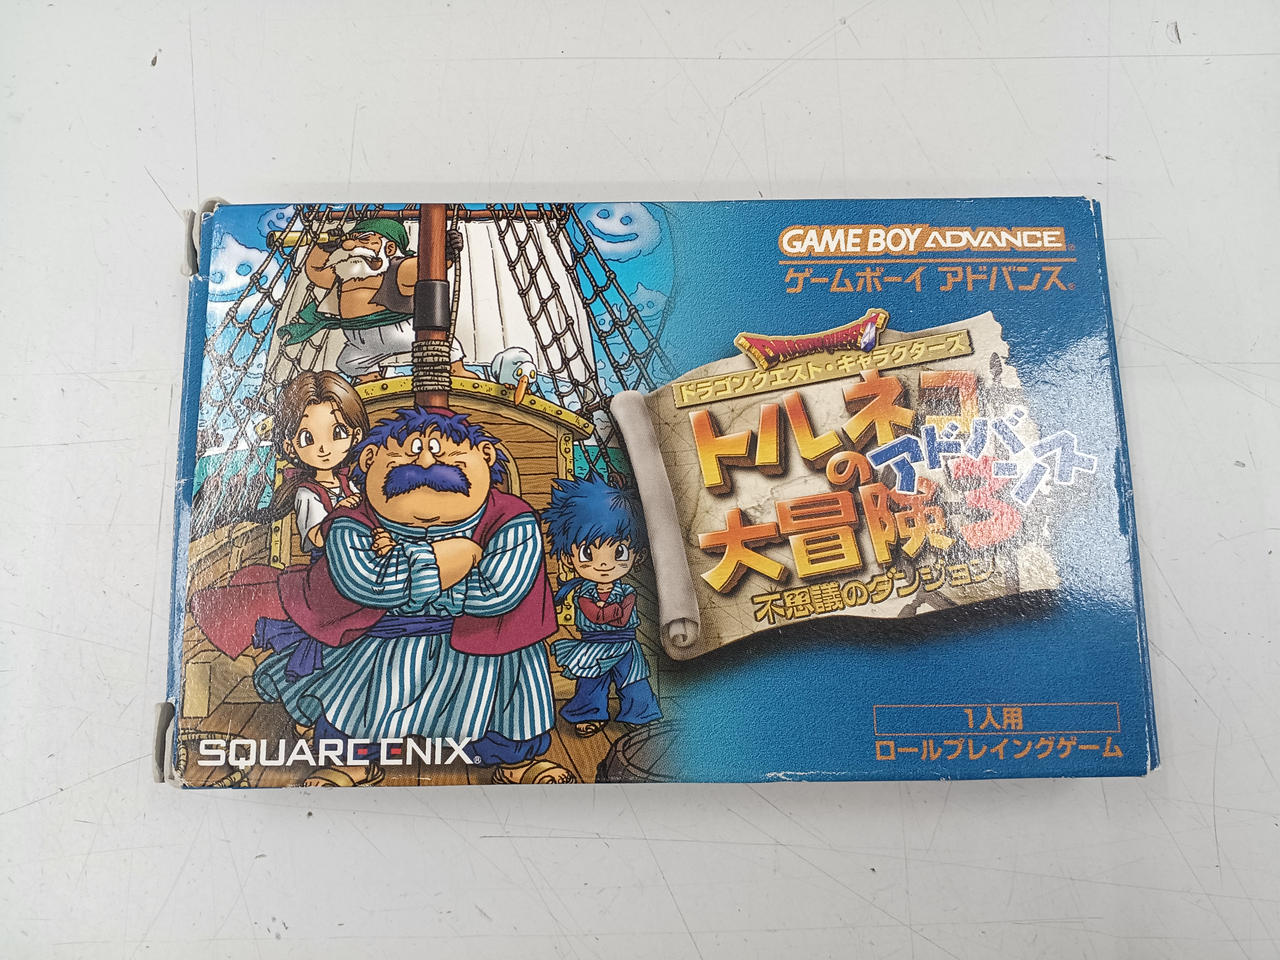 GAME BOY ADVANCE
ゲームボーイ アドバンス
DRAGON QUEST
ドラゴンクエスト・キャラクターズ
トルネコ
の
大冒険3
アドバンス
不思議のダンジョン
1人用
ロールプレイングゲーム
SQUARE ENIX